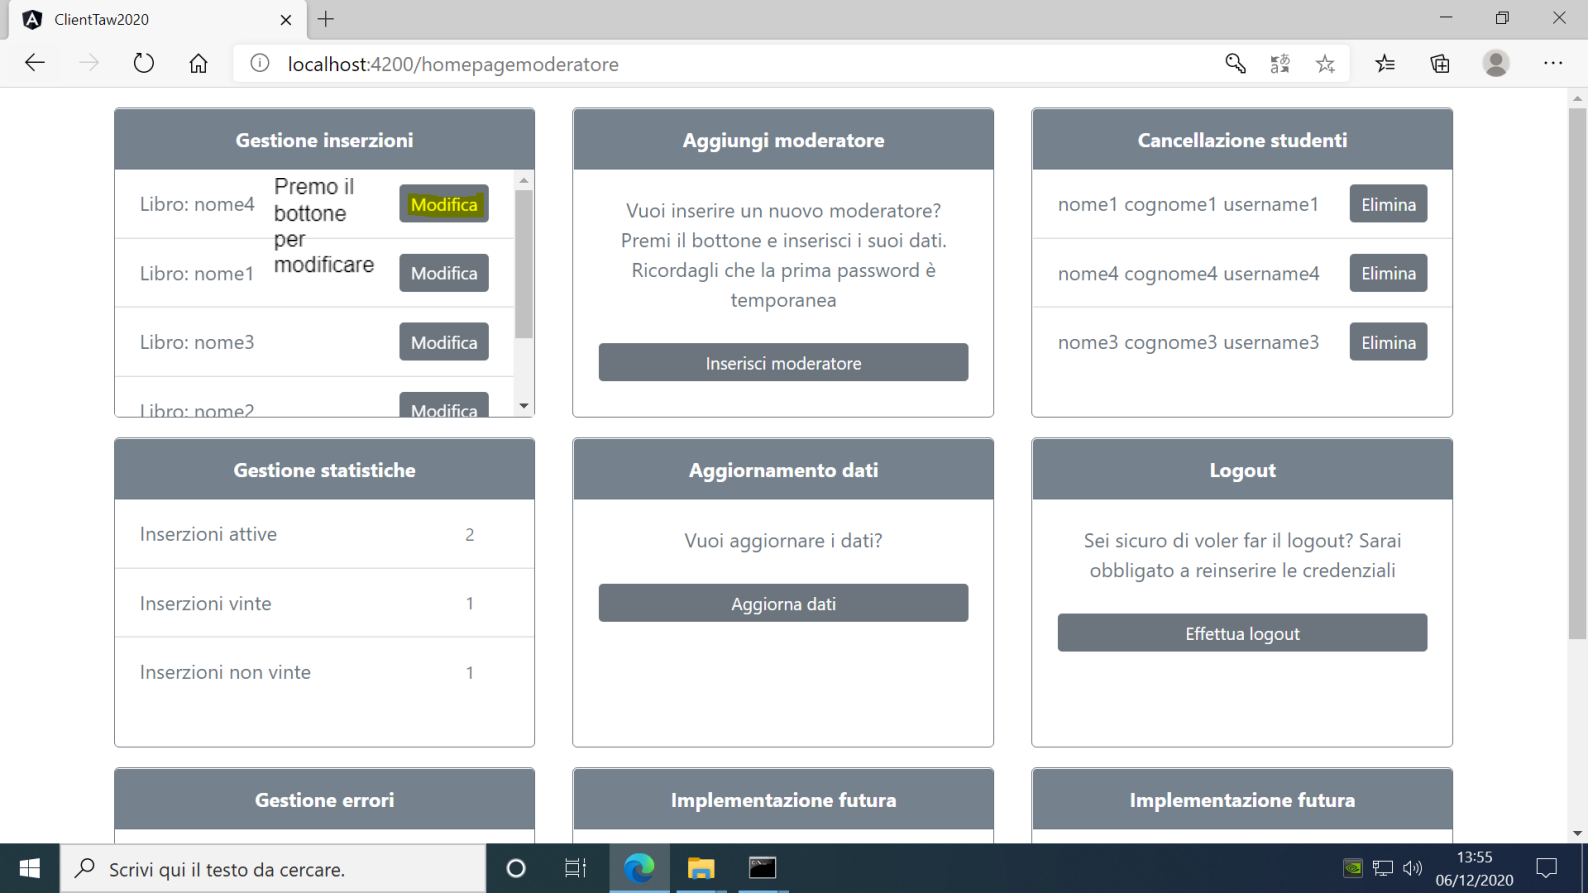 ClientTaw2020
localhost:4200/homepagemoderatore
Gestione inserzioni
Libro: nome4
Modifica
Premo il
bottone
per
modificare
Libro: nome1
Modifica
Libro: nome3
Modifica
Libro: nome2
Modifica
Aggiungi moderatore
Vuoi inserire un nuovo moderatore?
Premi il bottone e inserisci i suoi dati.
Ricordagli che la prima password è
temporanea
Inserisci moderatore
Cancellazione studenti
nome1 cognome1 username1
Elimina
nome4 cognome4 username4
Elimina
nome3 cognome3 username3
Elimina
Gestione statistiche
Inserzioni attive 2
Inserzioni vinte 1
Inserzioni non vinte 1
Aggiornamento dati
Vuoi aggiornare i dati?
Aggiorna dati
Logout
Sei sicuro di voler far il logout? Sarai
obbligato a reinserire le credenziali
Effettua logout
Gestione errori
Implementazione futura
Implementazione futura
Scrivi qui il testo da cercare.
13:55
06/12/2020